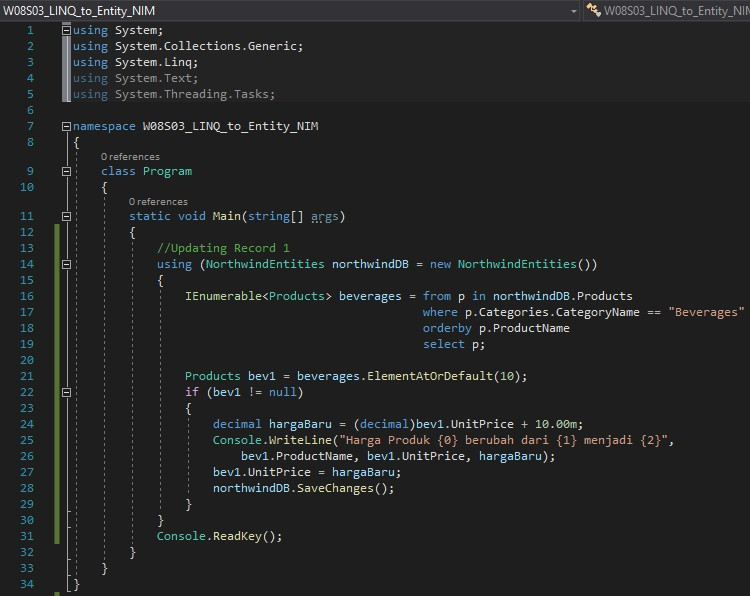 W08S03_LINQ_to_Entity_NIM W08S03_LINQ_to_Entity_NIM
1 using System;
2 using System.Collections.Generic;
3 using System.Linq;
4 using System.Text;
5 using System.Threading.Tasks;
6
7 namespace W08S03_LINQ_to_Entity_NIM
8 {
0 references
9 class Program
10 {
0 references
11 static void Main(string[] args)
12 {
13 //Updating Record 1
14 using (NorthwindEntities northwindDB = new NorthwindEntities())
15 {
16 IEnumerable<Products> beverages = from p in northwindDB.Products
17 where p.Categories.CategoryName == "Beverages"
18 orderby p.ProductName
19 select p;
20
21 Products bev1 = beverages.ElementAtOrDefault(10);
22 if (bev1 != null)
23 {
24 decimal hargaBaru = (decimal)bev1.UnitPrice + 10.00m;
25 Console.WriteLine("Harga Produk {0} berubah dari {1} menjadi {2}",
26 bev1.ProductName, bev1.UnitPrice, hargaBaru);
27 bev1.UnitPrice = hargaBaru;
28 northwindDB.SaveChanges();
29 }
30 }
31 Console.ReadKey();
32 }
33 }
34 }